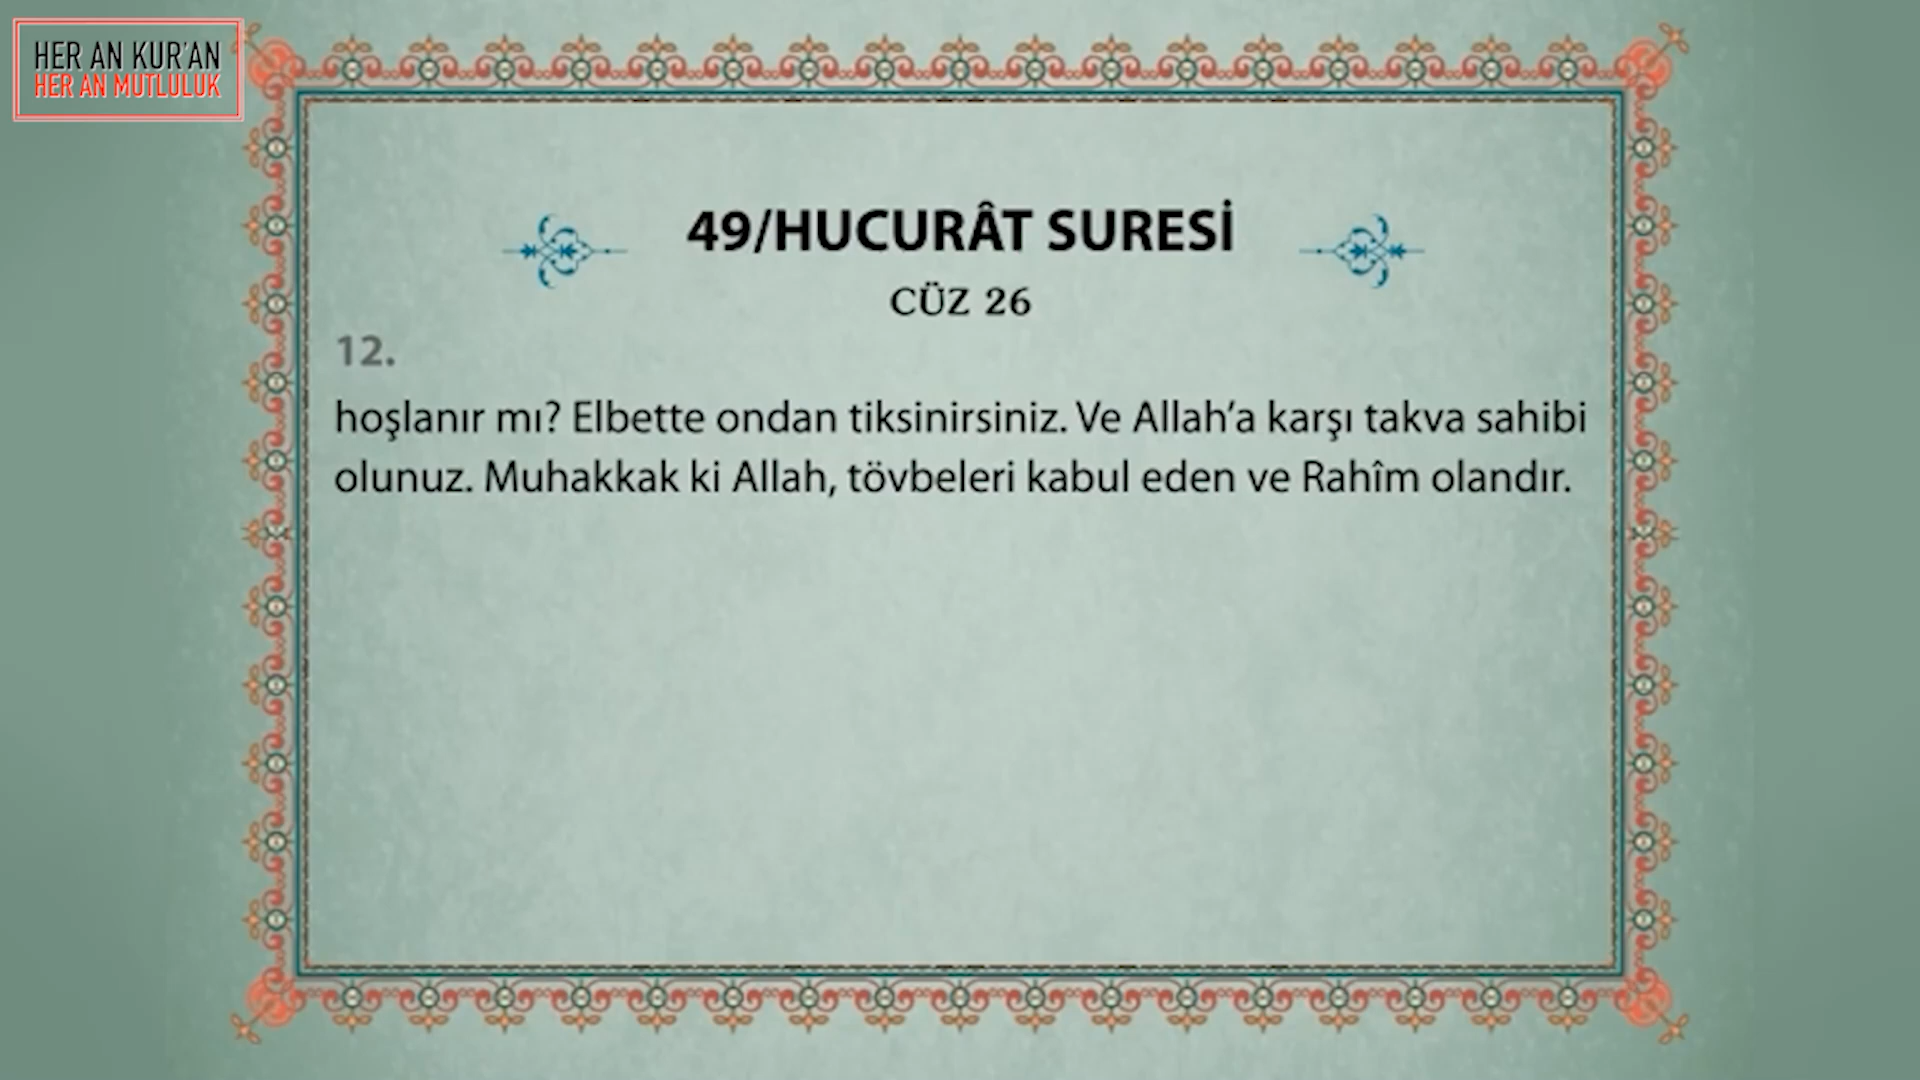 HER AN KUR'AN
HER AN MUTLULUK
49/HUCURÂT SURESİ
CÜZ 26
12.
hoşlanır mı? Elbette ondan tiksinirsiniz. Ve Allah’a karşı takva sahibi
olunuz. Muhakkak ki Allah, tövbeleri kabul eden ve Rahîm olandır.